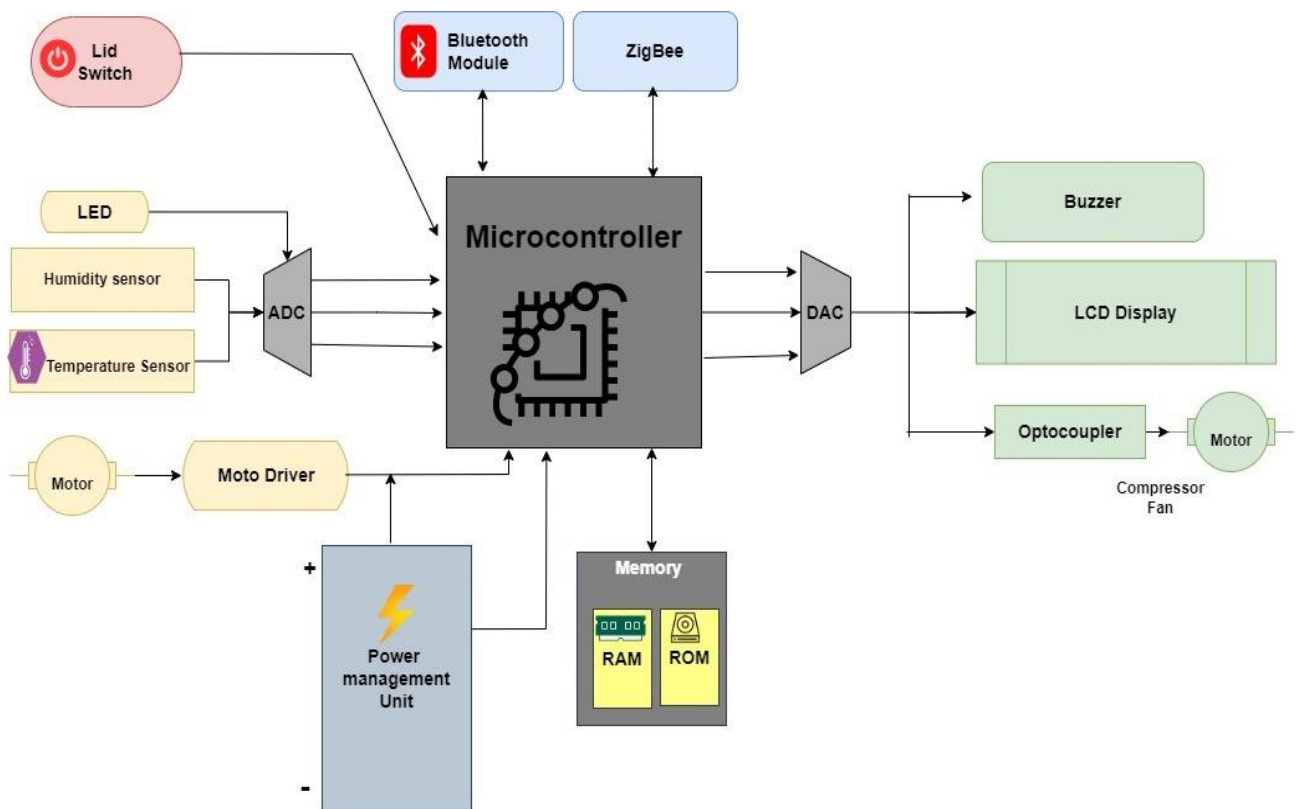 Lid
Switch
Bluetooth
Module
ZigBee
LED
Humidity sensor
Temperature Sensor
°C
ADC
Microcontroller
DAC
Buzzer
LCD Display
Optocoupler
Motor
Compressor
Fan
Motor
Moto Driver
+
Power
management
Unit
-
Memory
RAM
ROM